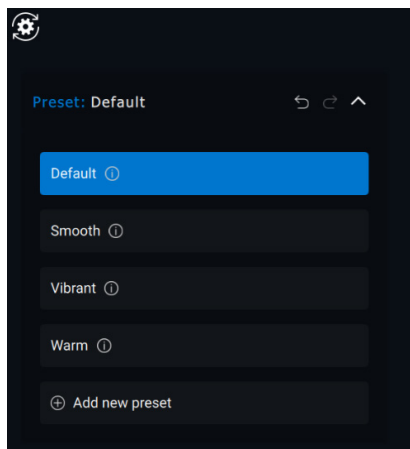 Preset: Default
Default
Smooth
Vibrant
Warm
Add new preset